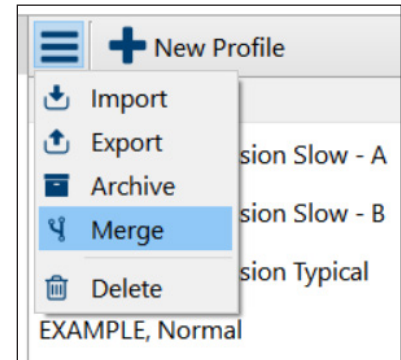 New Profile
Import
Export
sion Slow - A
Archive
Merge
sion Slow - B
Delete
sion Typical
EXAMPLE, Normal